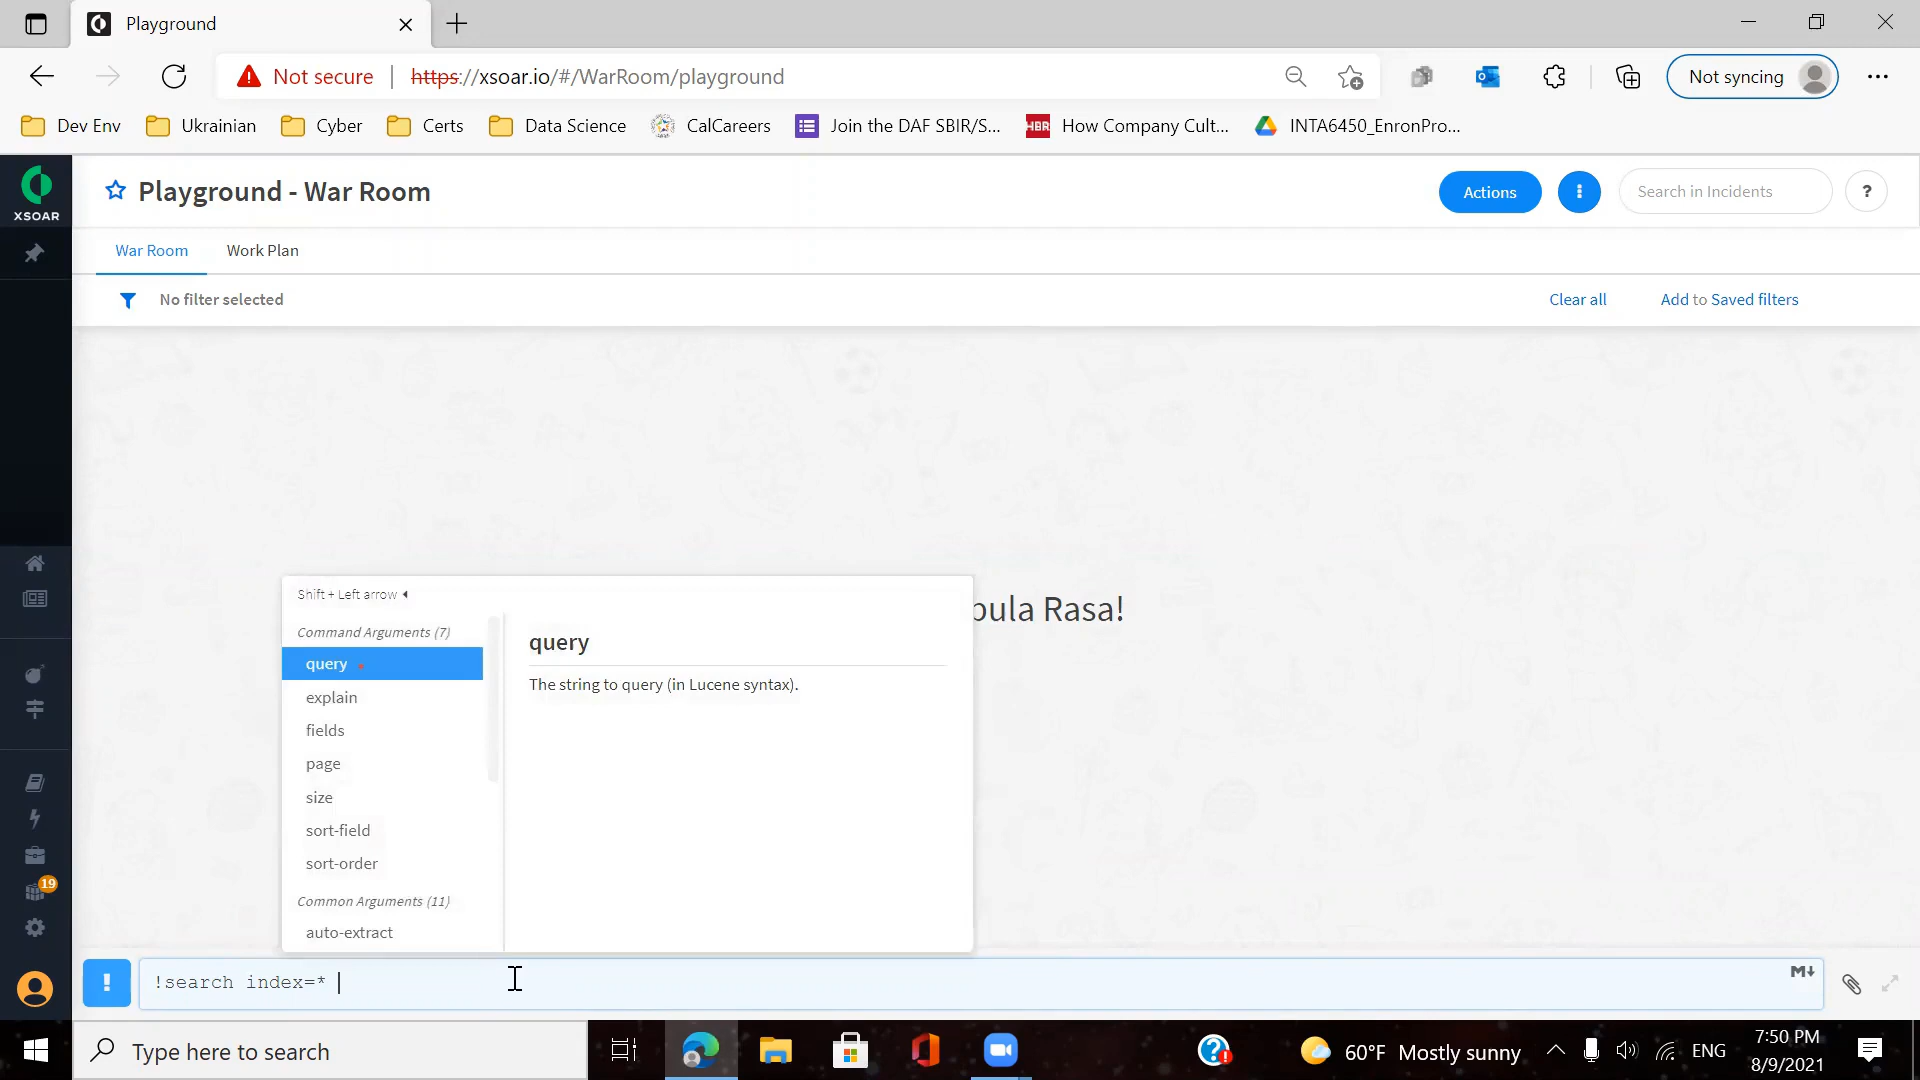 Playground
Not secure
https://xsoar.io/#/WarRoom/playground
Not syncing
Dev Env
Ukrainian
Cyber
Certs
Data Science
CalCareers
Join the DAF SBIR/S...
HBR
How Company Cult...
INTA6450_EnronPro...
XSOAR
Playground - War Room
Actions
Search in Incidents
?
War Room
Work Plan
No filter selected
Clear all
Add to Saved filters
bula Rasa!
Shift + Left arrow
Command Arguments (7)
query
explain
fields
page
size
sort-field
sort-order
Common Arguments (11)
auto-extract
query
The string to query (in Lucene syntax).
19
!
!search index=*
M
Type here to search
60°F Mostly sunny
ENG
7:50 PM
8/9/2021